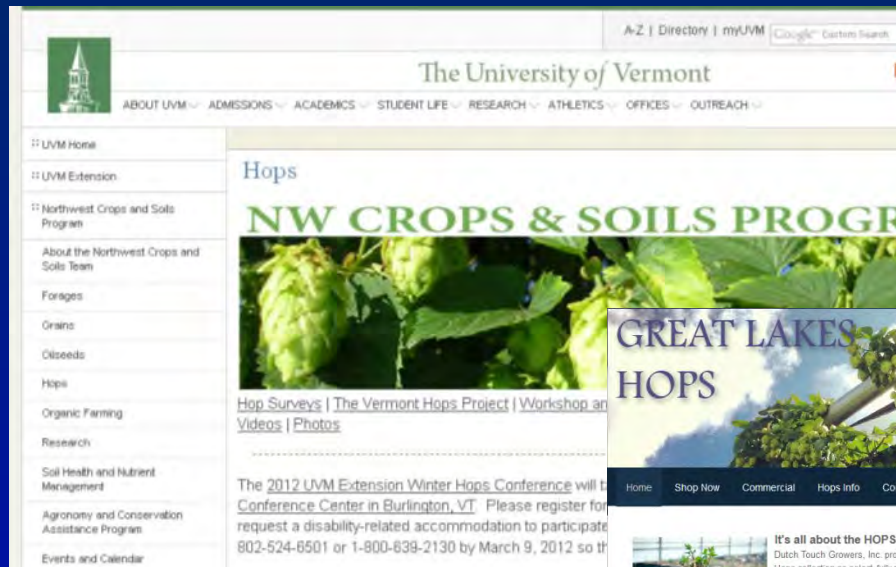 A-Z | Directory | myUVM Google™ Custom Search
The University of Vermont
ABOUT UVM ADMISSIONS ACADEMICS STUDENT LIFE RESEARCH ATHLETICS OFFICES OUTREACH
UVM Home
UVM Extension
Northwest Crops and Soils
Program
About the Northwest Crops and
Soils Team
Forages
Grains
Oilseeds
Hops
Organic Farming
Research
Soil Health and Nutrient
Management
Agronomy and Conservation
Assistance Program
Events and Calendar
Hops
NW CROPS & SOILS PROGR
Hop Surveys | The Vermont Hops Project | Workshop an
Videos | Photos
The 2012 UVM Extension Winter Hops Conference will t
Conference Center in Burlington, VT. Please register for
request a disability-related accommodation to participate
802-524-6501 or 1-800-639-2130 by March 9, 2012 so th
GREAT LAKES
HOPS
Home Shop Now Commercial Hops Info Co
It's all about the HOPS
Dutch Touch Growers, Inc. pro